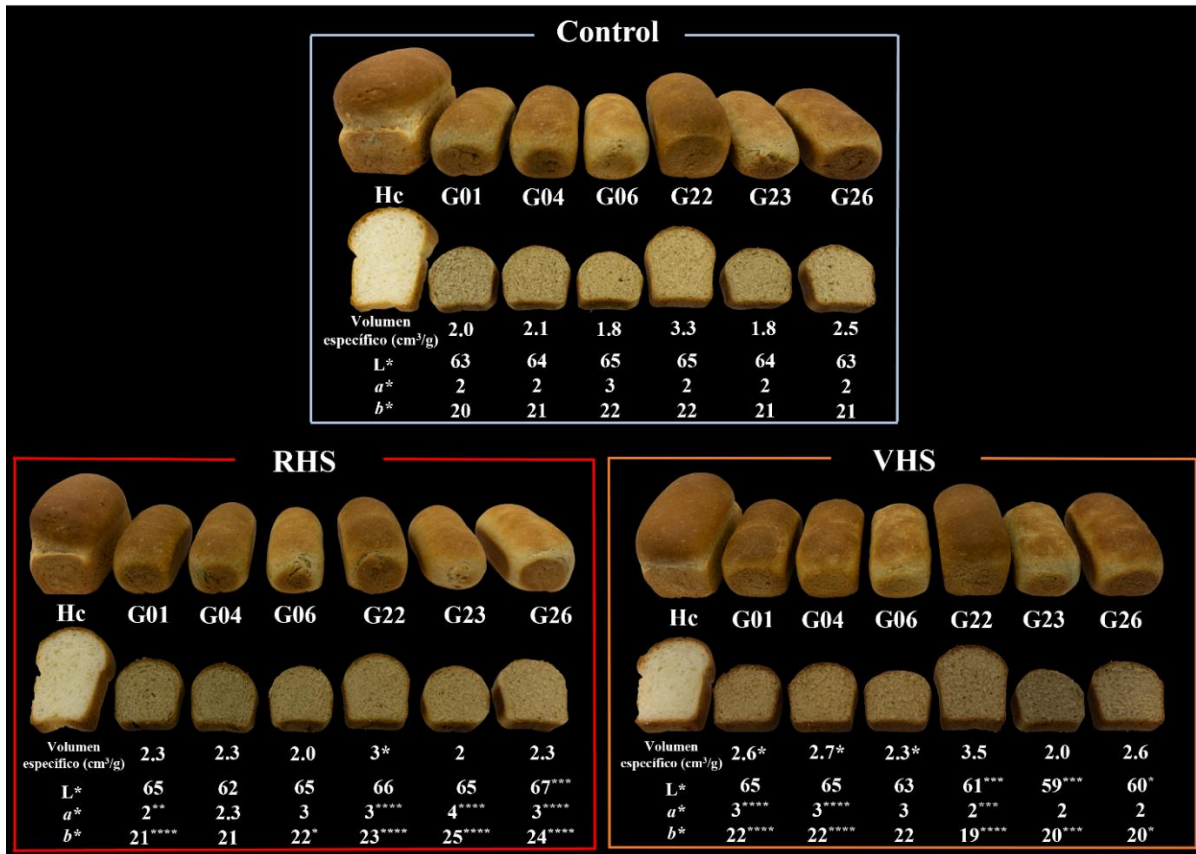 Control
Hc G01 G04 G06 G22 G23 G26
Volumen
específico (cm³/g) 2.0 2.1 1.8 3.3 1.8 2.5
L* 63 64 65 65 64 63
a* 2 2 3 2 2 2
b* 20 21 22 22 21 21
RHS
Hc G01 G04 G06 G22 G23 G26
Volumen
específico (cm³/g) 2.3 2.3 2.0 3* 2 2.3
L* 65 62 65 66 65 67***
a* 2** 2.3 3 3**** 4**** 3****
b* 21**** 21 22* 23**** 25**** 24****
VHS
Hc G01 G04 G06 G22 G23 G26
Volumen
específico (cm³/g) 2.6* 2.7* 2.3* 3.5 2.0 2.6
L* 65 65 63 61*** 59*** 60*
a* 3**** 3**** 3 2*** 2 2
b* 22**** 22**** 22 19**** 20*** 20*